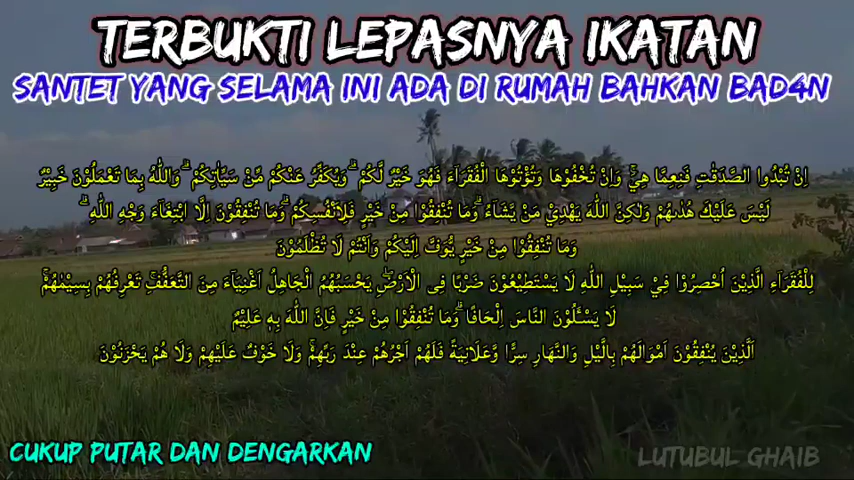 TERBUKTI LEPASNYA IKATAN
SANTET YANG SELAMA INI ADA DI RUMAH BAHKAN BAD4N
اِنْ تُبْدُوا الصَّدَقٰتِ فَنِعِمَّا هِيَۚ وَاِنْ تُخْفُوْهَا وَتُؤْتُوْهَا الْفُقَرَاۤءَ فَهُوَ خَيْرٌ لَّكُمْۗ وَيُكَفِّرُ عَنْكُمْ مِّنْ سَيِّاٰتِكُمْۗ وَاللّٰهُ بِمَا تَعْمَلُوْنَ خَبِيْرٌ
لَيْسَ عَلَيْكَ هُدٰىهُمْ وَلٰكِنَّ اللّٰهَ يَهْدِيْ مَنْ يَّشَاۤءُۗ وَمَا تُنْفِقُوْا مِنْ خَيْرٍ فَلِاَنْفُسِكُمْۗ وَمَا تُنْفِقُوْنَ اِلَّا ابْتِغَاۤءَ وَجْهِ اللّٰهِۗ
وَمَا تُنْفِقُوْا مِنْ خَيْرٍ يُّوَفَّ اِلَيْكُمْ وَاَنْتُمْ لَا تُظْلَمُوْنَ
لِلْفُقَرَاۤءِ الَّذِيْنَ اُحْصِرُوْا فِيْ سَبِيْلِ اللّٰهِ لَا يَسْتَطِيْعُوْنَ ضَرْبًا فِى الْاَرْضِۖ يَحْسَبُهُمُ الْجَاهِلُ اَغْنِيَاۤءَ مِنَ التَّعَفُّفِۚ تَعْرِفُهُمْ بِسِيْمٰهُمْۚ
لَا يَسْـَٔلُوْنَ النَّاسَ اِلْحَافًاۗ وَمَا تُنْفِقُوْا مِنْ خَيْرٍ فَاِنَّ اللّٰهَ بِهٖ عَلِيْمٌ
اَلَّذِيْنَ يُنْفِقُوْنَ اَمْوَالَهُمْ بِالَّيْلِ وَالنَّهَارِ سِرًّا وَّعَلَانِيَةً فَلَهُمْ اَجْرُهُمْ عِنْدَ رَبِّهِمْۚ وَلَا خَوْفٌ عَلَيْهِمْ وَلَا هُمْ يَحْزَنُوْنَ
CUKUP PUTAR DAN DENGARKAN
LUTUBUL GHAIB